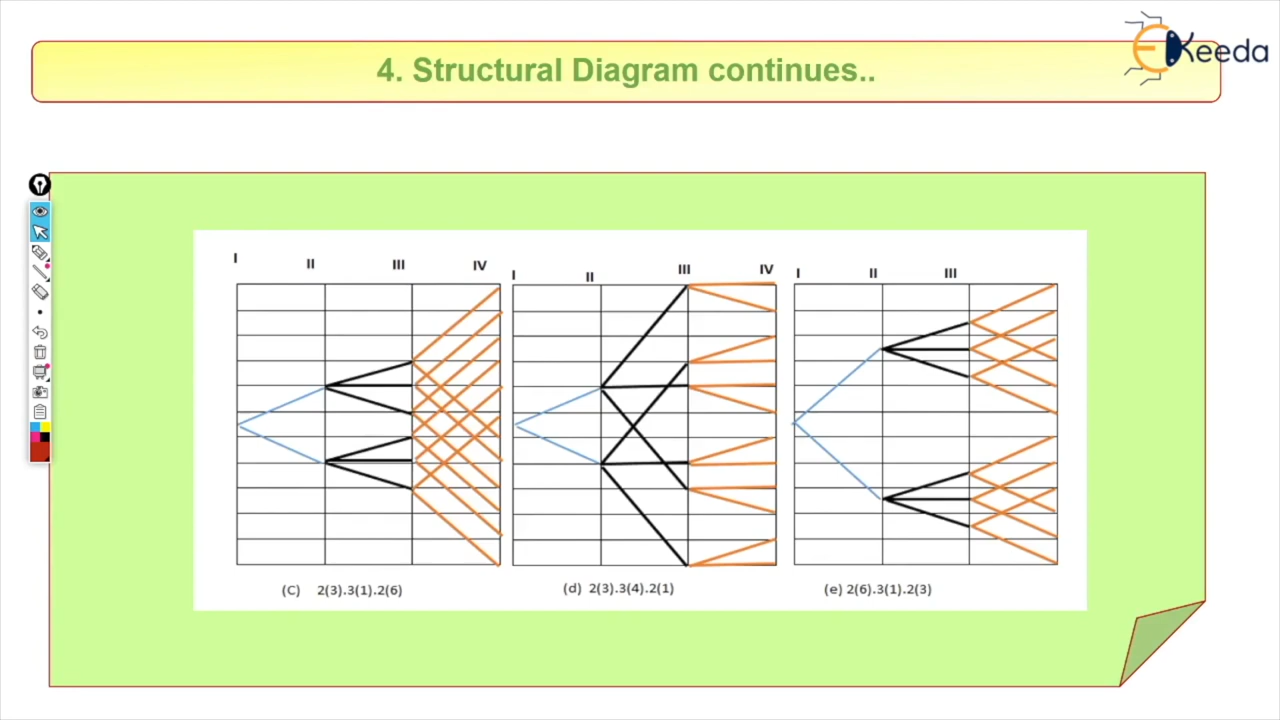 4. Structural Diagram continues..
EKeeda
I II III IV
I II III IV
I II III
(C) 2(3).3(1).2(6)
(d) 2(3).3(4).2(1)
(e) 2(6).3(1).2(3)